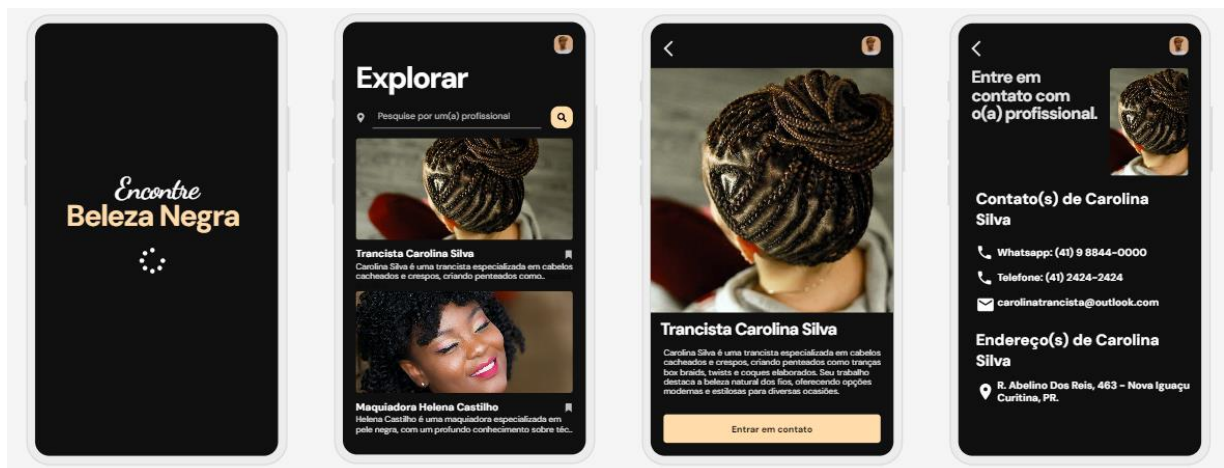 Encontre
Beleza Negra
Explorar
Pesquise por um(a) profissional
Trancista Carolina Silva
Carolina Silva é uma trancista especializada em cabelos
cacheados e crespos, criando penteados como..
Maquiadora Helena Castilho
Helena Castilho é uma maquiadora especializada em
pele negra, com um profundo conhecimento sobre téc..
Trancista Carolina Silva
Carolina Silva é uma trancista especializada em cabelos
cacheados e crespos, criando penteados como tranças
box braids, twists e coques elaborados. Seu trabalho
destaca a beleza natural dos fios, oferecendo opções
modernas e estilosas para diversas ocasiões.
Entrar em contato
Entre em
contato com
o(a) profissional.
Contato(s) de Carolina
Silva
Whatsapp: (41) 9 8844-0000
Telefone: (41) 2424-2424
carolinatrancista@outlook.com
Endereço(s) de Carolina
Silva
R. Abelino Dos Reis, 463 - Nova Iguaçu
Curitina, PR.